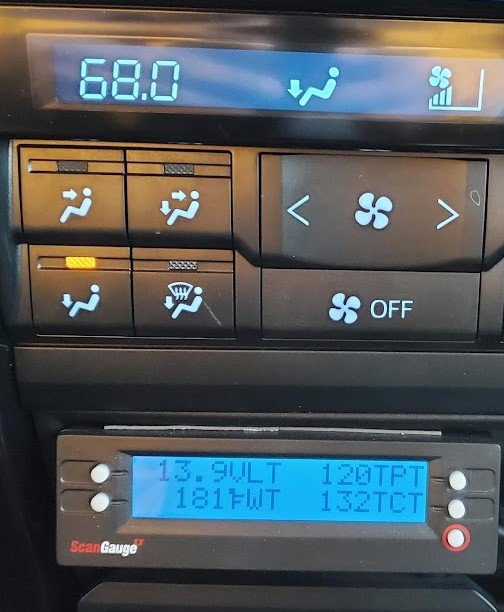 68.0
< >
OFF
13.9VLT 120TPT
181°FWT 132TCT
ScanGauge II